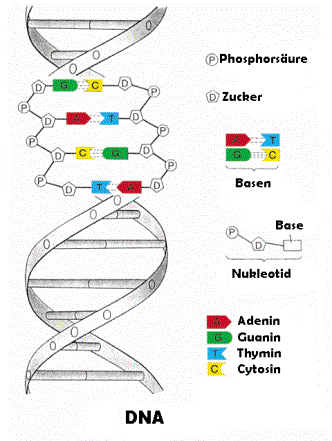 D G C D
P P
D A T D
P P
D C G D
P P
D T A D
P Phosphorsäure
D Zucker
A T
G C
Basen
P D Base
Nukleotid
A Adenin
G Guanin
T Thymin
C Cytosin
DNA